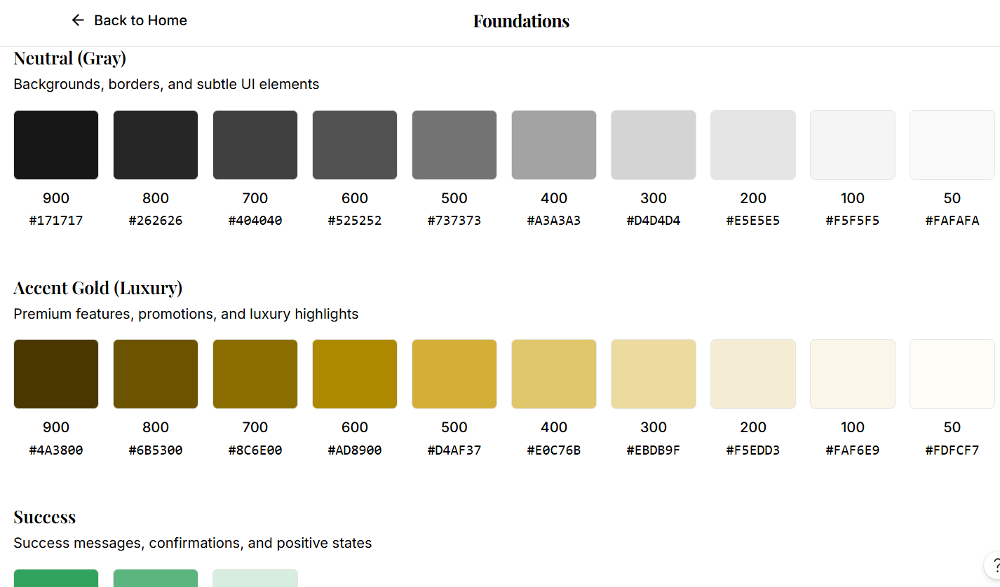 Back to Home
Foundations
Neutral (Gray)
Backgrounds, borders, and subtle UI elements
900 800 700 600 500 400 300 200 100 50
#171717 #262626 #404040 #525252 #737373 #A3A3A3 #D4D4D4 #E5E5E5 #F5F5F5 #FAFAFA
Accent Gold (Luxury)
Premium features, promotions, and luxury highlights
900 800 700 600 500 400 300 200 100 50
#4A3800 #6B5300 #8C6E00 #AD8900 #D4AF37 #E0C76B #EBDB9F #F5EDD3 #FAF6E9 #FDFCF7
Success
Success messages, confirmations, and positive states
?